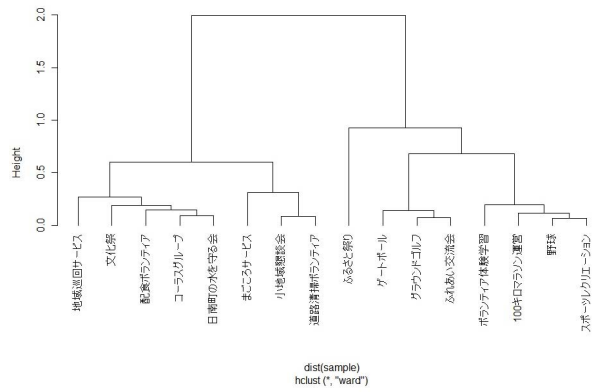 2.0
1.5
1.0
0.5
0.0
Height
地域巡回サービス
文化祭
配食ボランティア
コーラスグループ
日南町の水を守る会
まごころサービス
小地域懇談会
道路清掃ボランティア
ふるさと祭り
ゲートボール
グラウンドゴルフ
ふれあい交流会
ボランティア体験学習
100キロマラソン運営
野球
スポーツレクリエーション
dist(sample)
hclust (*, "ward")